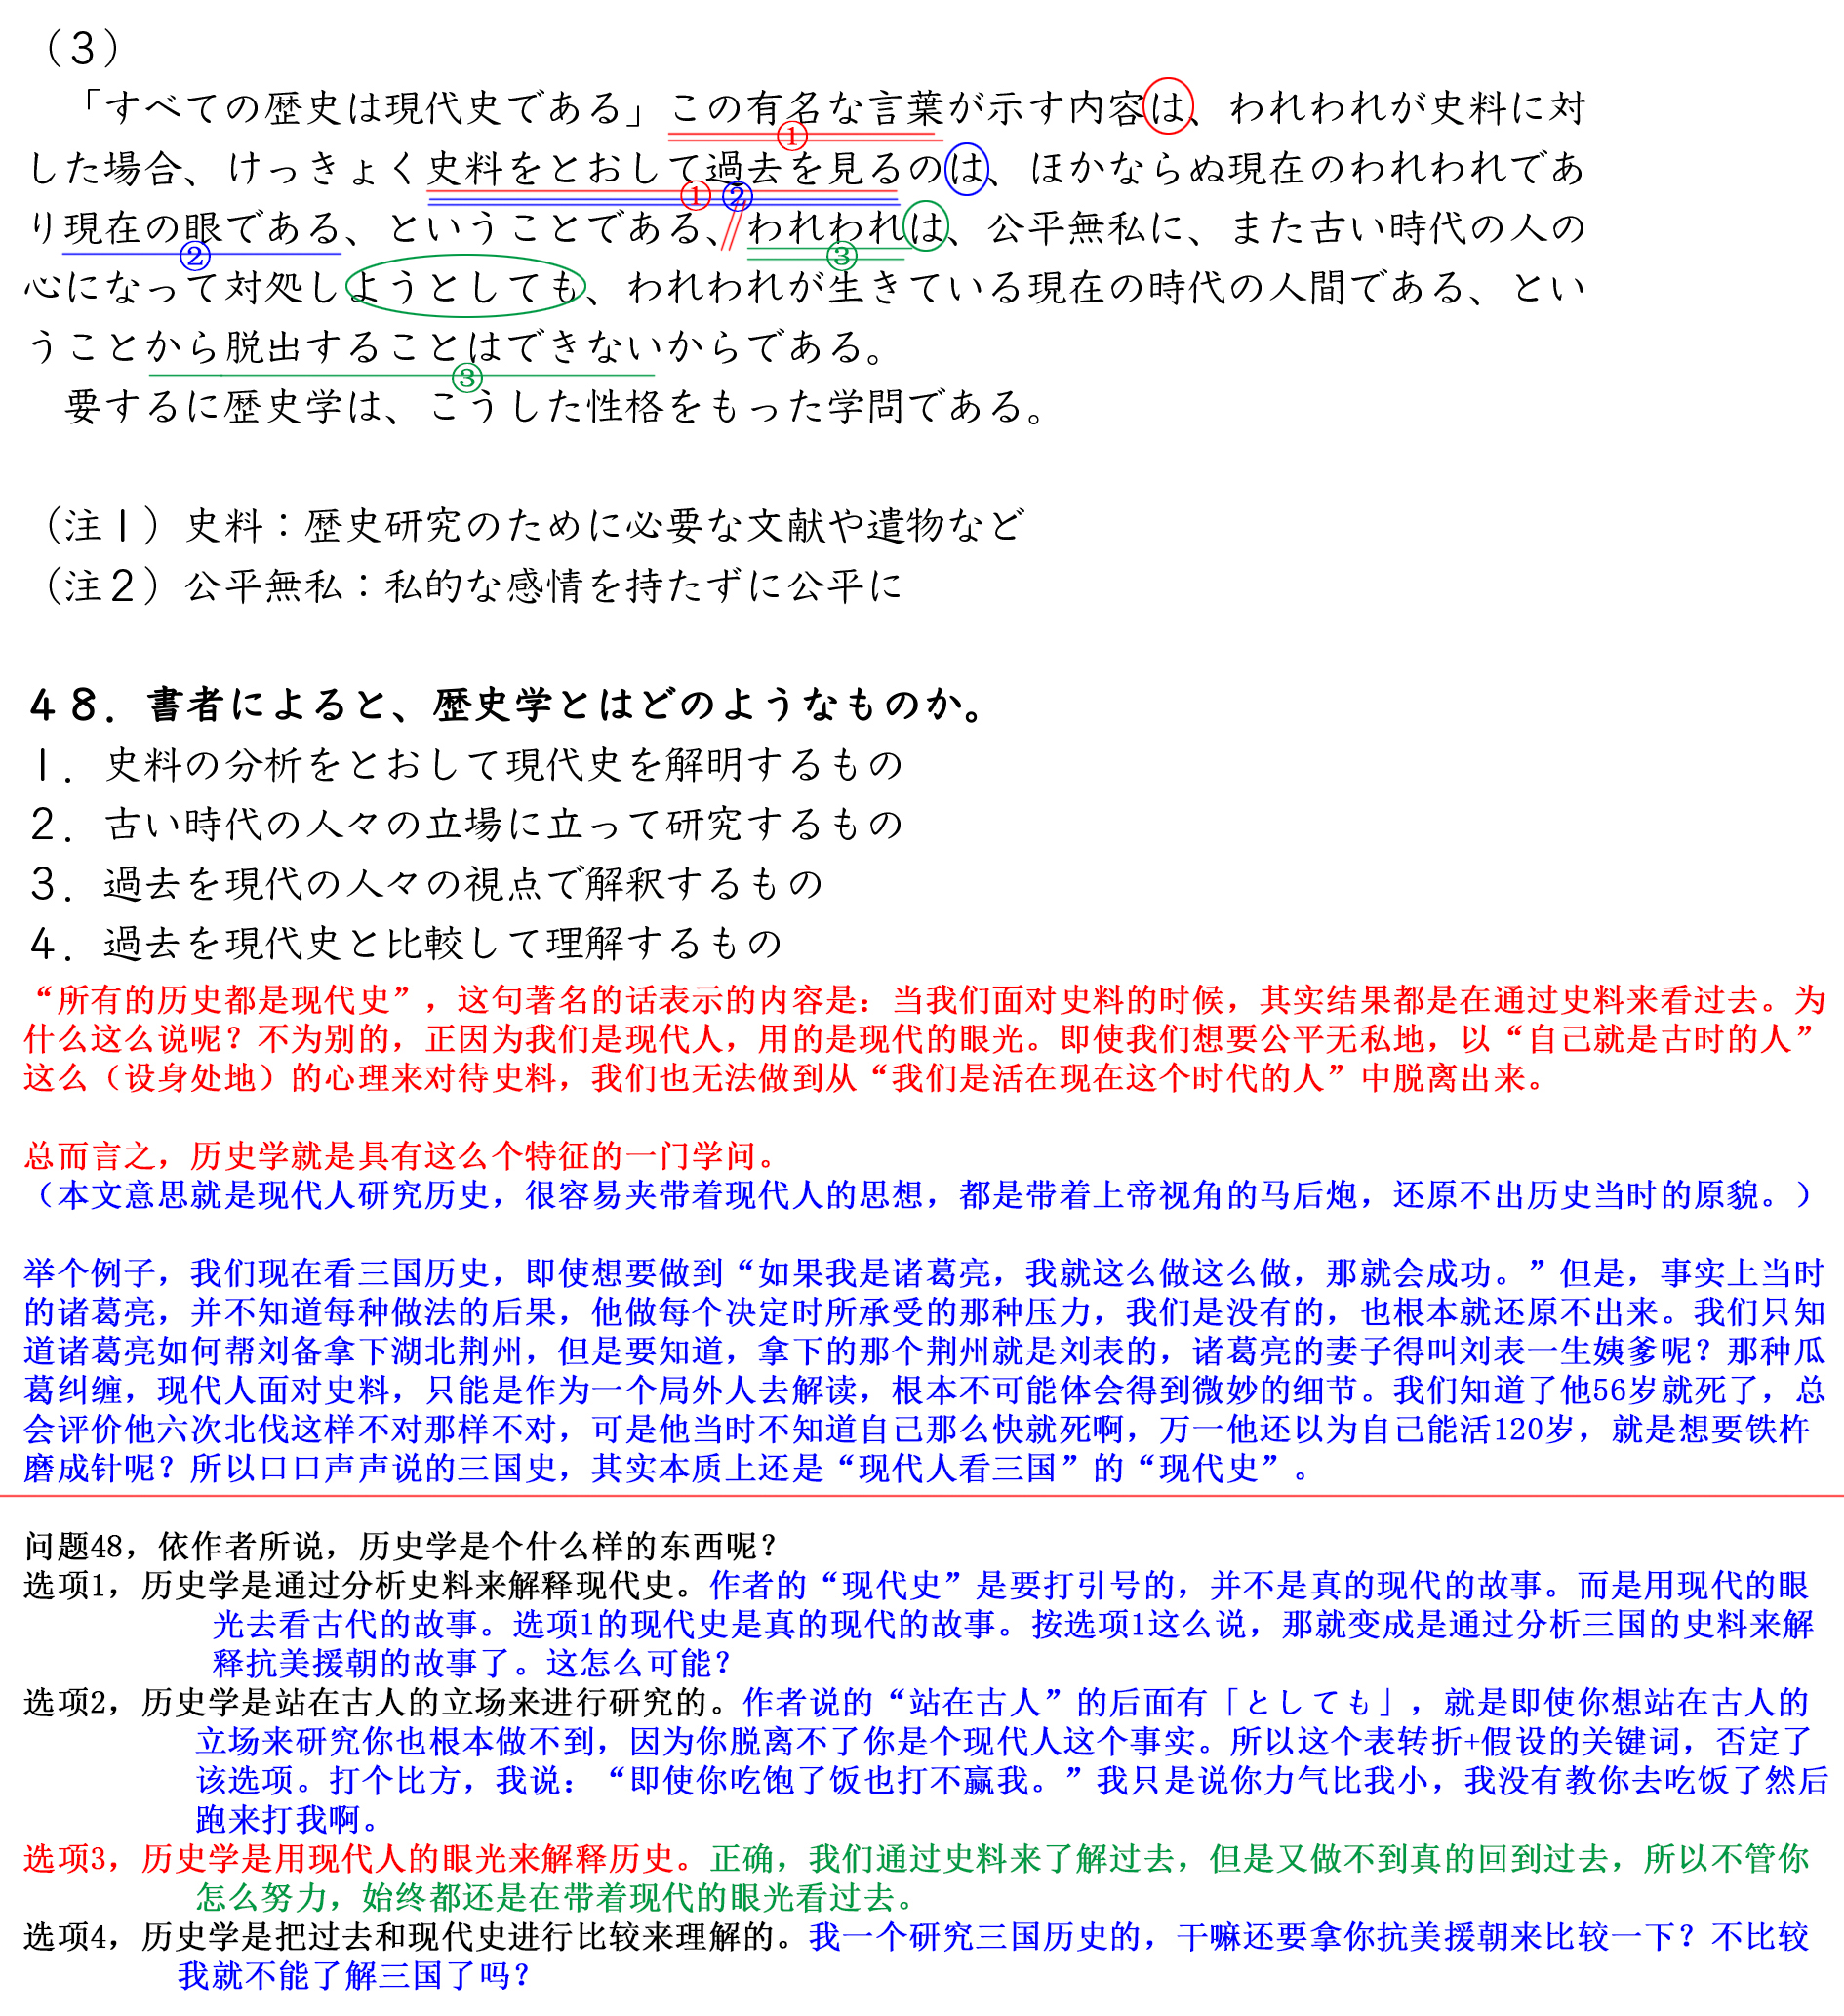 （３）
「すべての歴史は現代史である」この有名な言葉が示す内容は、われわれが史料に対
①
した場合、けっきょく史料をとおして過去を見るのは、ほかならぬ現在のわれわれであ
① ②
り現在の眼である、ということである、われわれは、公平無私に、また古い時代の人の
② ③
心になって対処しようとしても、われわれが生きている現在の時代の人間である、とい
うことから脱出することはできないからである。
③
要するに歴史学は、こうした性格をもった学問である。
（注１）史料：歴史研究のために必要な文献や遺物など
（注２）公平無私：私的な感情を持たずに公平に
４８．書者によると、歴史学とはどのようなものか。
１．史料の分析をとおして現代史を解明するもの
２．古い時代の人々の立場に立って研究するもの
３．過去を現代の人々の視点で解釈するもの
４．過去を現代史と比較して理解するもの
“所有的历史都是现代史”，这句著名的话表示的内容是：当我们面对史料的时候，其实结果都是在通过史料来看过去。为
什么这么说呢？不为别的，正因为我们是现代人，用的是现代的眼光。即使我们想要公平无私地，以“自己就是古时的人”
这么（设身处地）的心理来对待史料，我们也无法做到从“我们是活在现在这个时代的人”中脱离出来。
总而言之，历史学就是具有这么个特征的一门学问。
（本文意思就是现代人研究历史，很容易夹带着现代人的思想，都是带着上帝视角的马后炮，还原不出历史当时的原貌。）
举个例子，我们现在看三国历史，即使想要做到“如果我是诸葛亮，我就这么做这么做，那就会成功。”但是，事实上当时
的诸葛亮，并不知道每种做法的后果，他做每个决定时所承受的那种压力，我们是没有的，也根本就还原不出来。我们只知
道诸葛亮如何帮刘备拿下湖北荆州，但是要知道，拿下的那个荆州就是刘表的，诸葛亮的妻子得叫刘表一生姨爹呢？那种瓜
葛纠缠，现代人面对史料，只能是作为一个局外人去解读，根本不可能体会得到微妙的细节。我们知道了他56岁就死了，总
会评价他六次北伐这样不对那样不对，可是他当时不知道自己那么快就死啊，万一他还以为自己能活120岁，就是想要铁杵
磨成针呢？所以口口声声说的三国史，其实本质上还是“现代人看三国”的“现代史”。
问题48，依作者所说，历史学是个什么样的东西呢？
选项1，历史学是通过分析史料来解释现代史。作者的“现代史”是要打引号的，并不是真的现代的故事。而是用现代的眼
光去看古代的故事。选项1的现代史是真的现代的故事。按选项1这么说，那就变成是通过分析三国的史料来解
释抗美援朝的故事了。这怎么可能？
选项2，历史学是站在古人的立场来进行研究的。作者说的“站在古人”的后面有「としても」，就是即使你想站在古人的
立场来研究你也根本做不到，因为你脱离不了你是个现代人这个事实。所以这个表转折+假设的关键词，否定了
该选项。打个比方，我说：“即使你吃饱了饭也打不赢我。”我只是说你力气比我小，我没有教你去吃饭了然后
跑来打我啊。
选项3，历史学是用现代人的眼光来解释历史。正确，我们通过史料来了解过去，但是又做不到真的回到过去，所以不管你
怎么努力，始终都还是在带着现代的眼光看过去。
选项4，历史学是把过去和现代史进行比较来理解的。我一个研究三国历史的，干嘛还要拿你抗美援朝来比较一下？不比较
我就不能了解三国了吗？